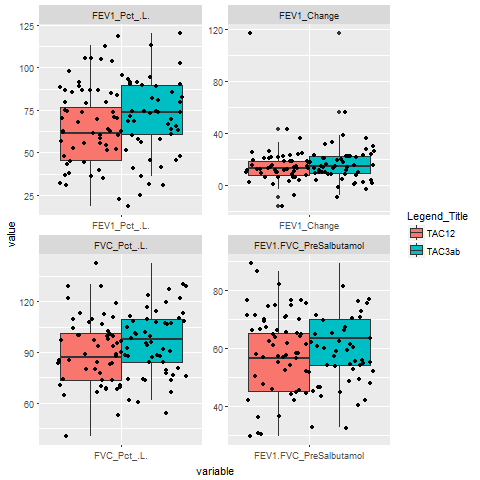 FEV1_Pct_.L.
FEV1_Change
125
100
75
50
25
120
80
40
0
FEV1_Pct_.L.
FEV1_Change
value
FVC_Pct_.L.
FEV1.FVC_PreSalbutamol
120
90
60
80
60
40
FVC_Pct_.L.
FEV1.FVC_PreSalbutamol
variable
Legend_Title
TAC12
TAC3ab